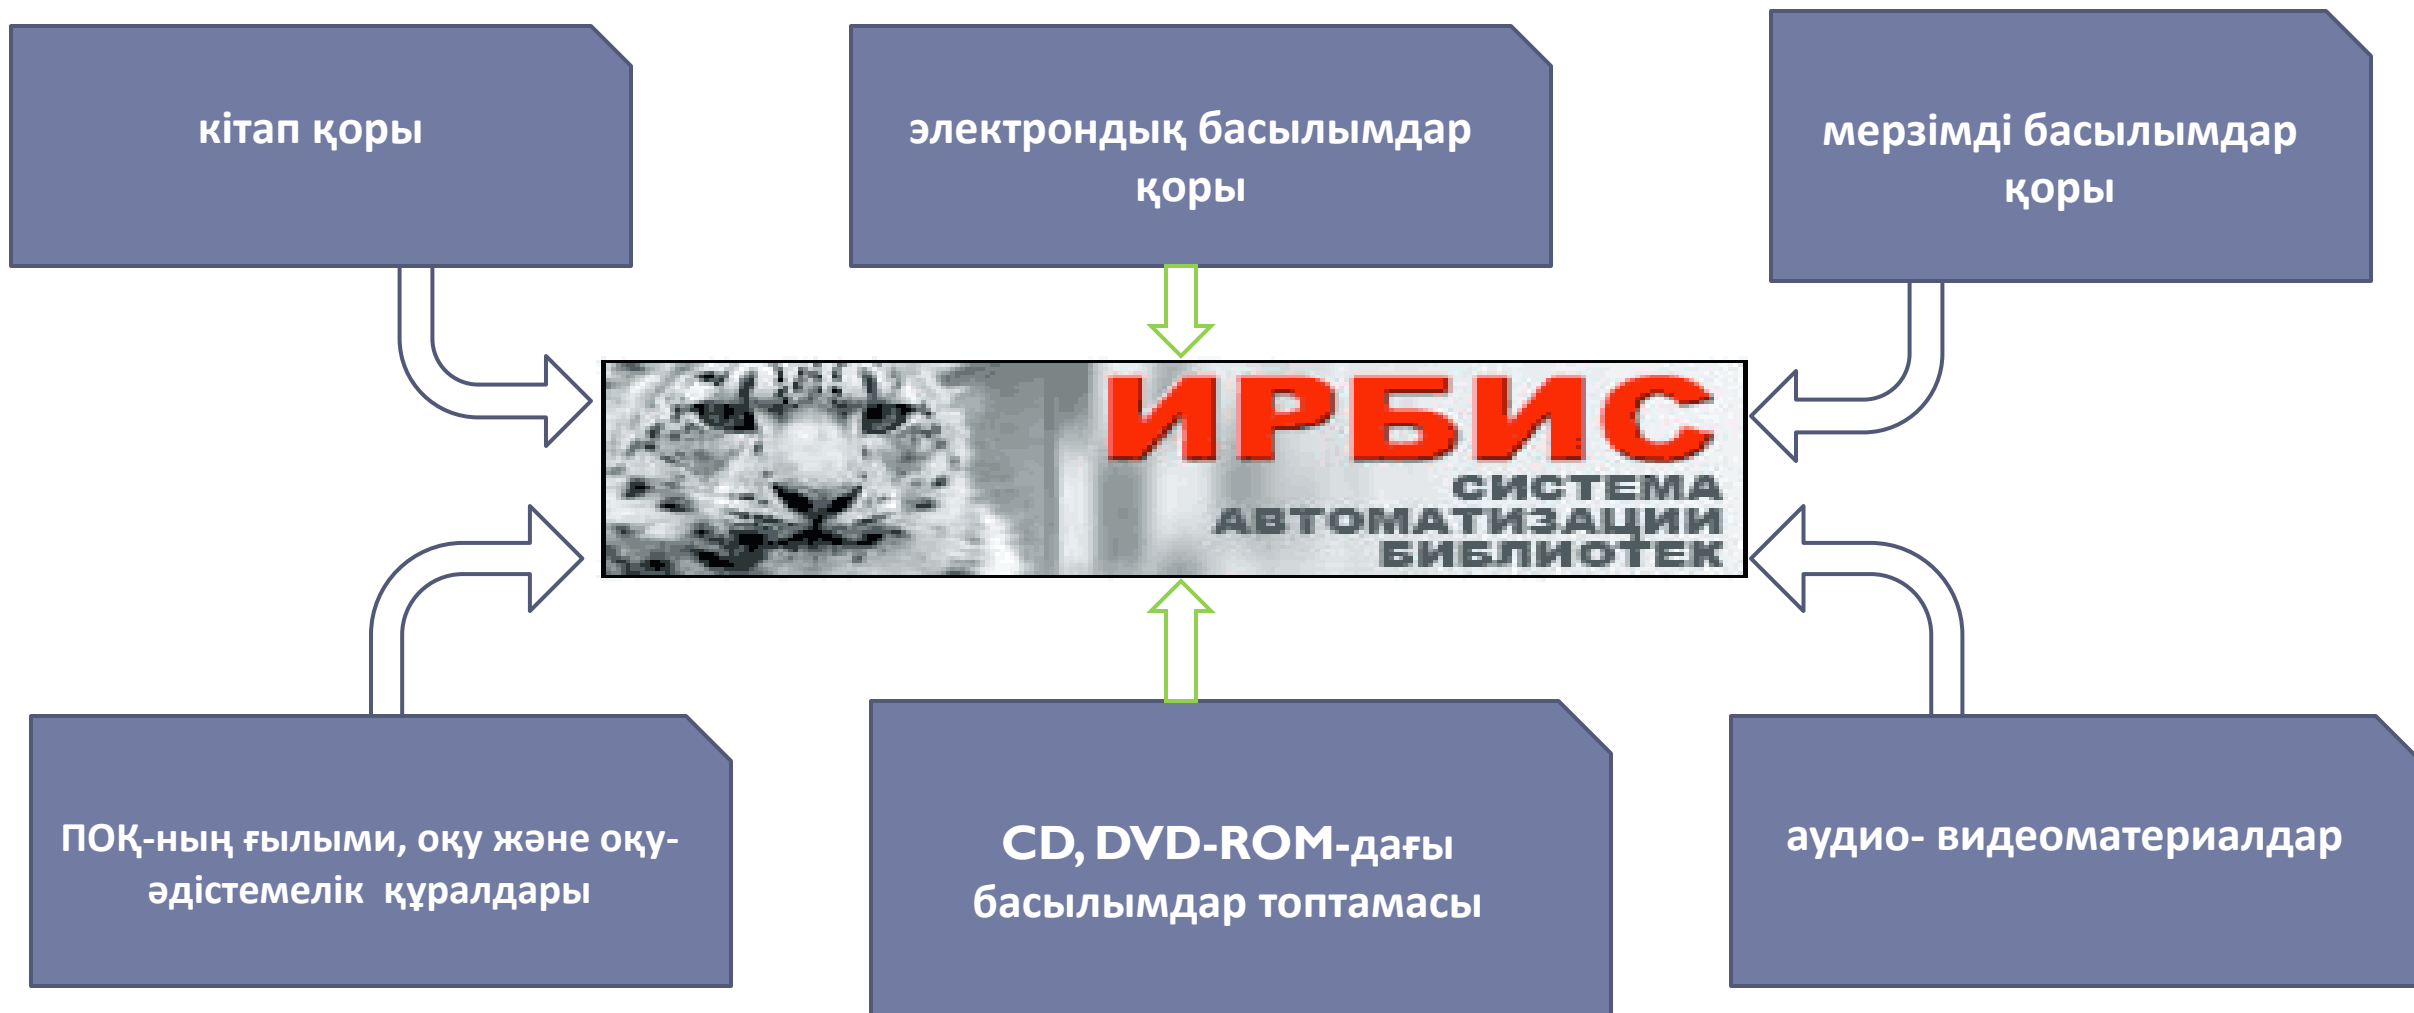 кітап қоры
электрондық басылымдар
қоры
мерзімді басылымдар
қоры
ИРБИС
СИСТЕМА
АВТОМАТИЗАЦИИ
БИБЛИОТЕК
ПОҚ-ның ғылыми, оқу және оқу-
әдістемелік құралдары
CD, DVD-ROM-дағы
басылымдар топтамасы
аудио- видеоматериалдар